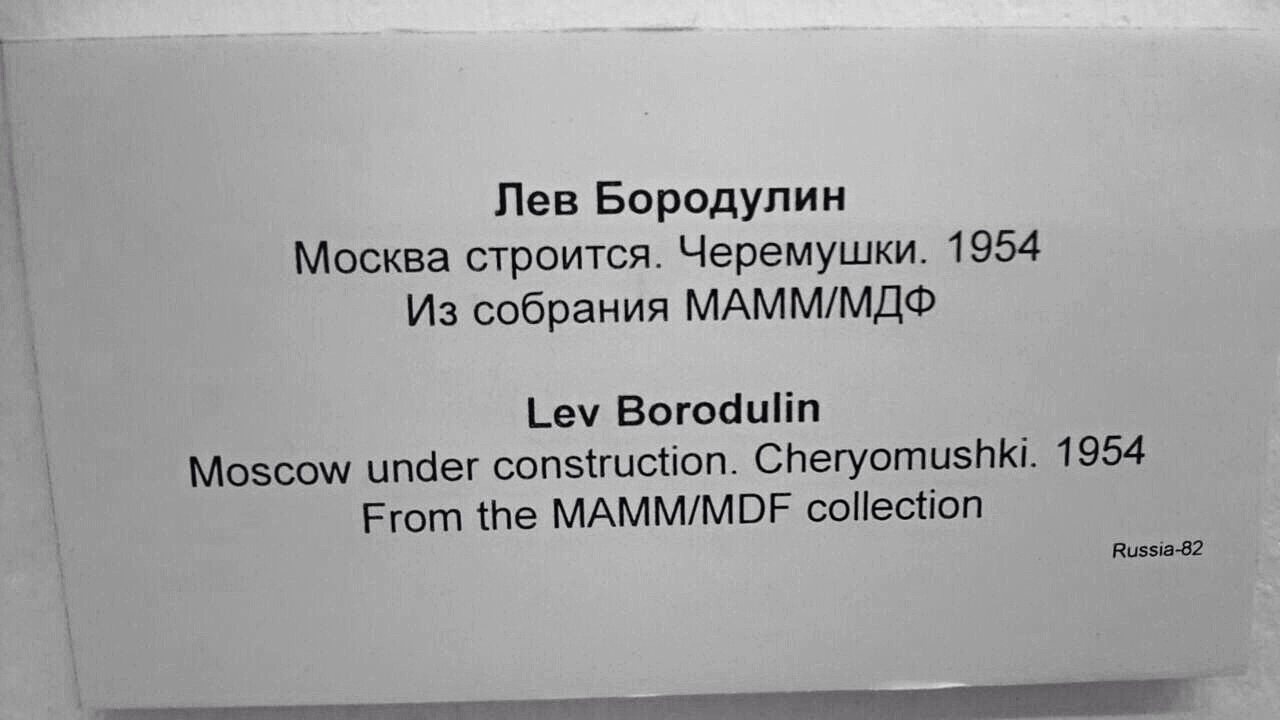 Лев Бородулин
Москва строится. Черемушки. 1954
Из собрания МАММ/МДФ
Lev Borodulin
Moscow under construction. Cheryomushki. 1954
From the MAMM/MDF collection
Russia-82